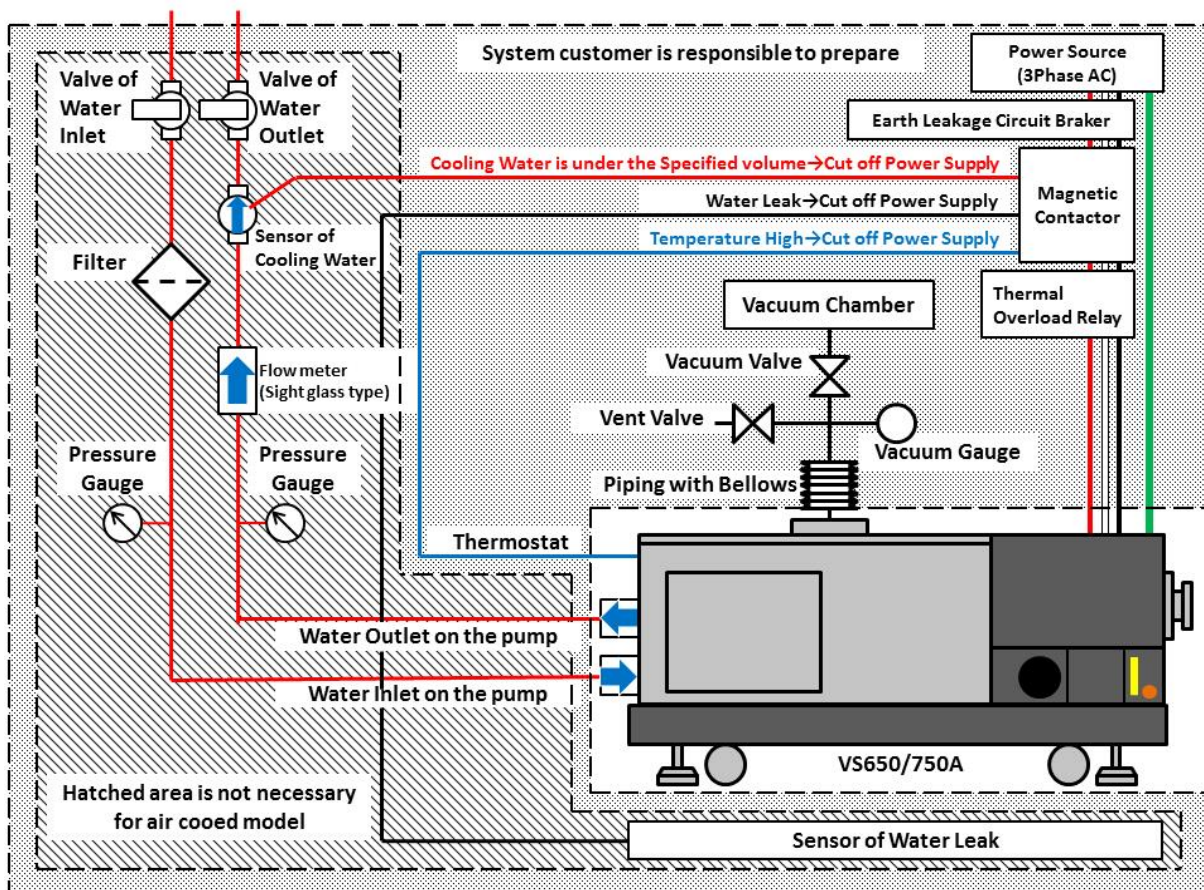 System customer is responsible to prepare
Power Source
(3Phase AC)
Valve of
Water
Inlet
Valve of
Water
Outlet
Earth Leakage Circuit Braker
Cooling Water is under the Specified volume→Cut off Power Supply
Magnetic
Contactor
Water Leak→Cut off Power Supply
Temperature High→Cut off Power Supply
Sensor of
Cooling Water
Filter
Thermal
Overload Relay
Vacuum Chamber
Vacuum Valve
Flow meter
(Sight glass type)
Vent Valve
Vacuum Gauge
Pressure
Gauge
Pressure
Gauge
Piping with Bellows
Thermostat
Water Outlet on the pump
Water Inlet on the pump
VS650/750A
Hatched area is not necessary
for air cooed model
Sensor of Water Leak